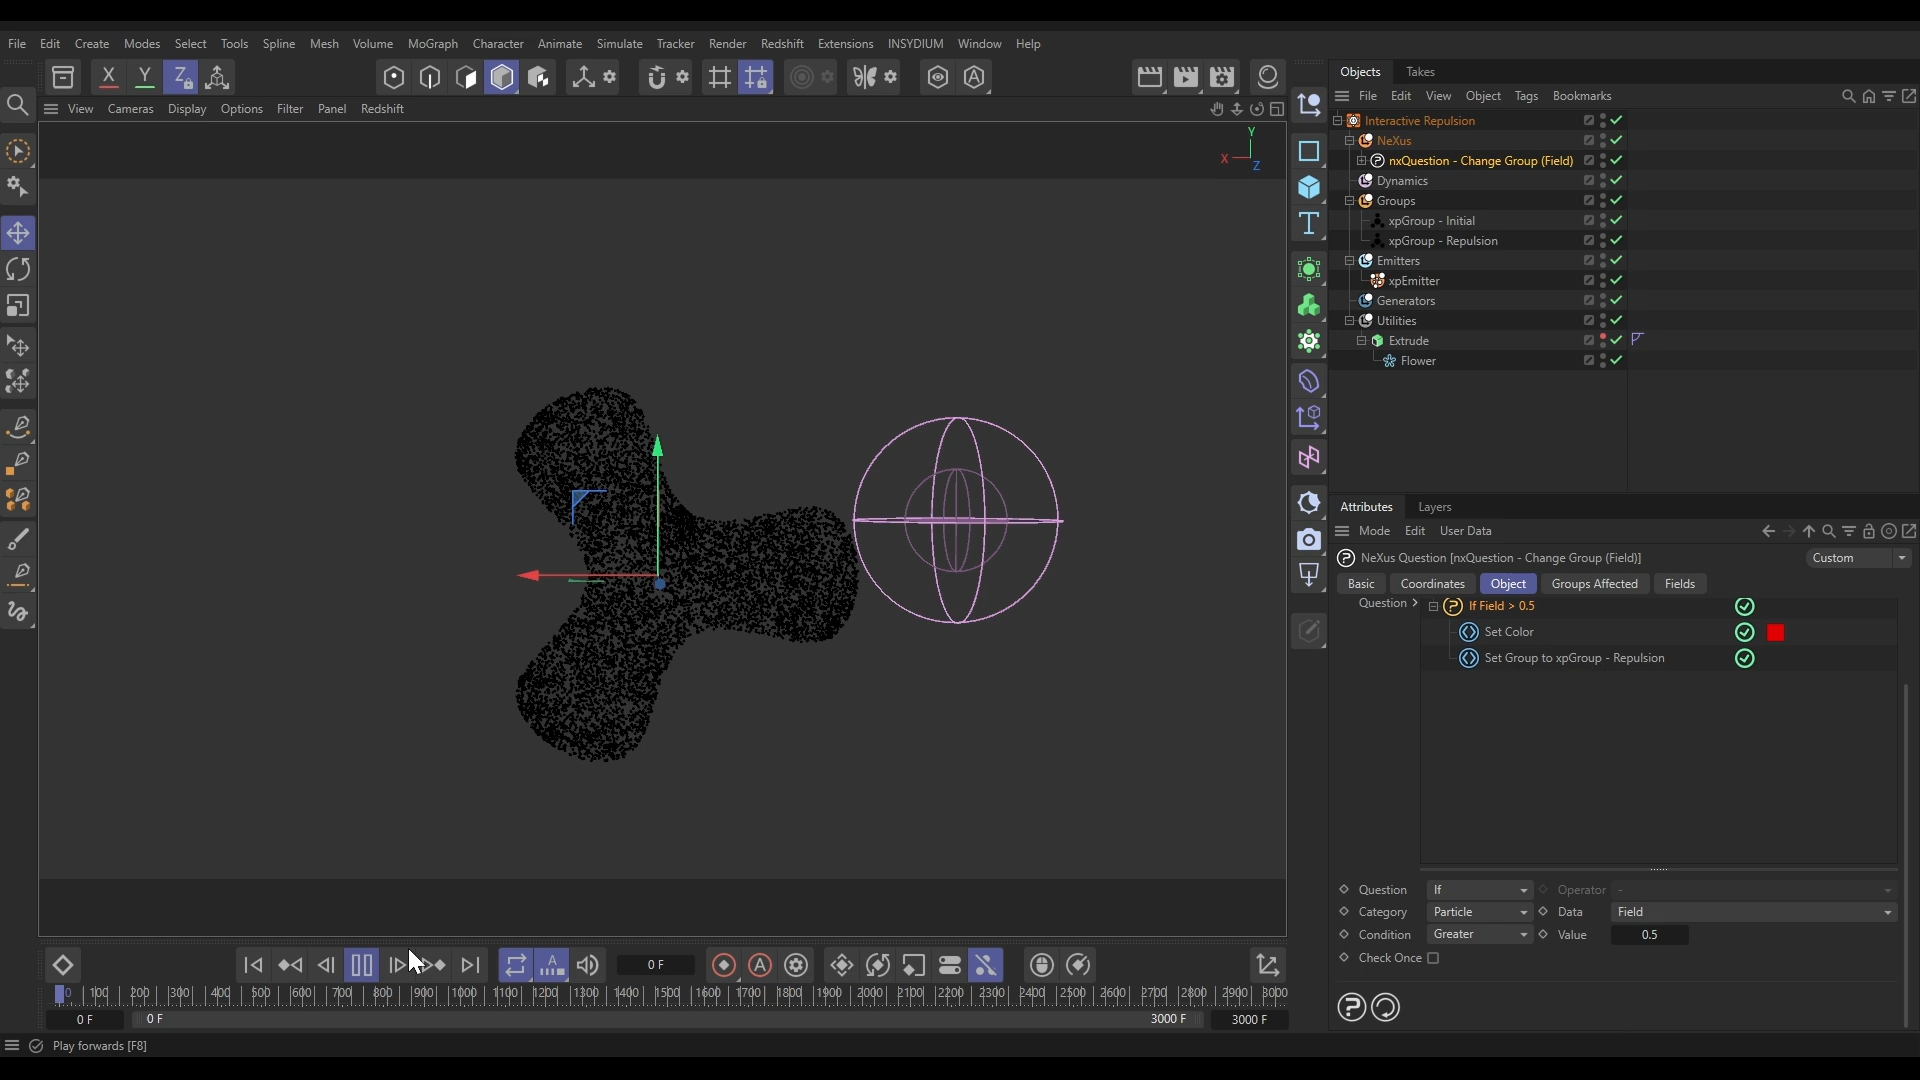 File Edit Create Modes Select Tools Spline Mesh Volume MoGraph Character Animate Simulate Tracker Render Redshift Extensions INSYDIUM Window Help
X Y Z
View Cameras Display Options Filter Panel Redshift
Y
X
Z
Objects Takes
File Edit View Object Tags Bookmarks
Interactive Repulsion
NeXus
nxQuestion - Change Group (Field)
Dynamics
Groups
xpGroup - Initial
xpGroup - Repulsion
Emitters
xpEmitter
Generators
Utilities
Extrude
Flower
Attributes Layers
Mode Edit User Data
NeXus Question [nxQuestion - Change Group (Field)] Custom
Basic Coordinates Object Groups Affected Fields
Question If Field > 0.5
Set Color
Set Group to xpGroup - Repulsion
Question If Operator -
Category Particle Data Field
Condition Greater Value 0.5
Check Once
0 F
0 100 200 300 400 500 600 700 800 900 1000 1100 1200 1300 1400 1500 1600 1700 1800 1900 2000 2100 2200 2300 2400 2500 2600 2700 2800 2900 3000
0 F 0 F 3000 F 3000 F
Play forwards [F8]